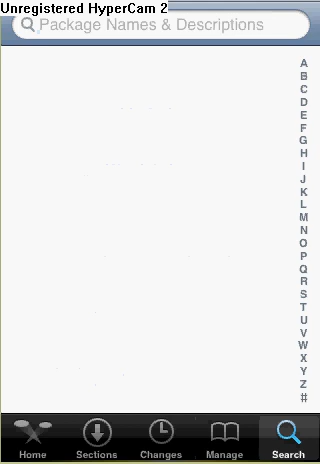 Unregistered HyperCam 2
Package Names & Descriptions
A
B
C
D
E
F
G
H
I
J
K
L
M
N
O
P
Q
R
S
T
U
V
W
X
Y
Z
#
Home Sections Changes Manage Search